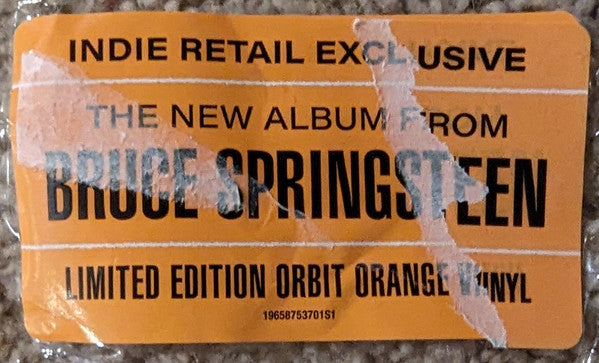 INDIE RETAIL EXCLUSIVE
THE NEW ALBUM FROM
BRUCE SPRINGSTEEN
LIMITED EDITION ORBIT ORANGE VINYL
19658753701S1